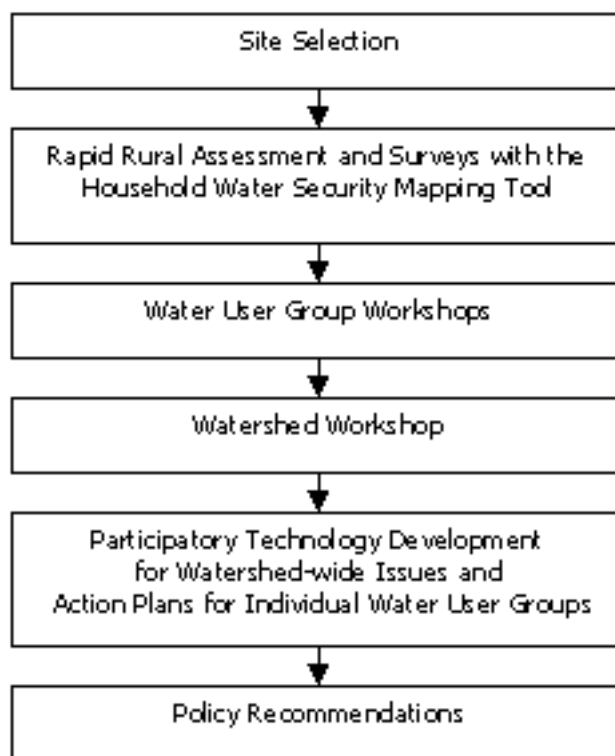 Site Selection
Rapid Rural Assessment and Surveys with the
Household Water Security Mapping Tool
Water User Group Workshops
Watershed Workshop
Participatory Technology Development
for Watershed-wide Issues and
Action Plans for Individual Water User Groups
Policy Recommendations